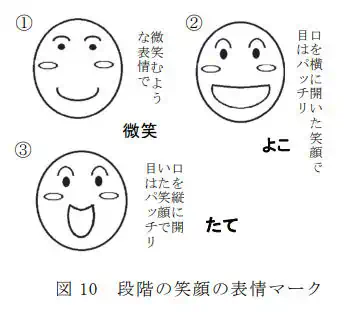 ①
微笑むよう
な表情で
微笑
②
口を横に開いた笑顔で
目はパッチリ
よこ
③
口を縦に開
いた笑顔で
目はパッチリ
たて
図 10 段階の笑顔の表情マーク